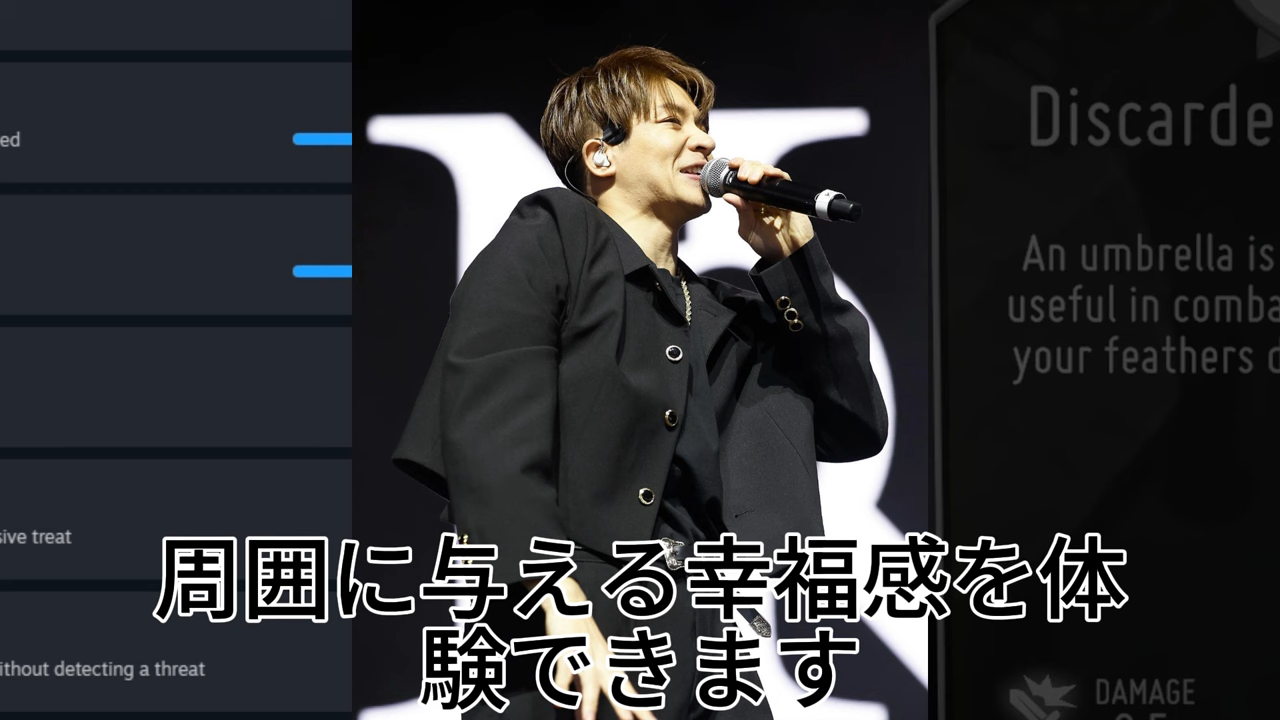 ed
sive treat
ithout detecting a threat
Discarde
An umbrella is
useful in comba
your feathers
DAMAGE
周囲に与える幸福感を体
験できます